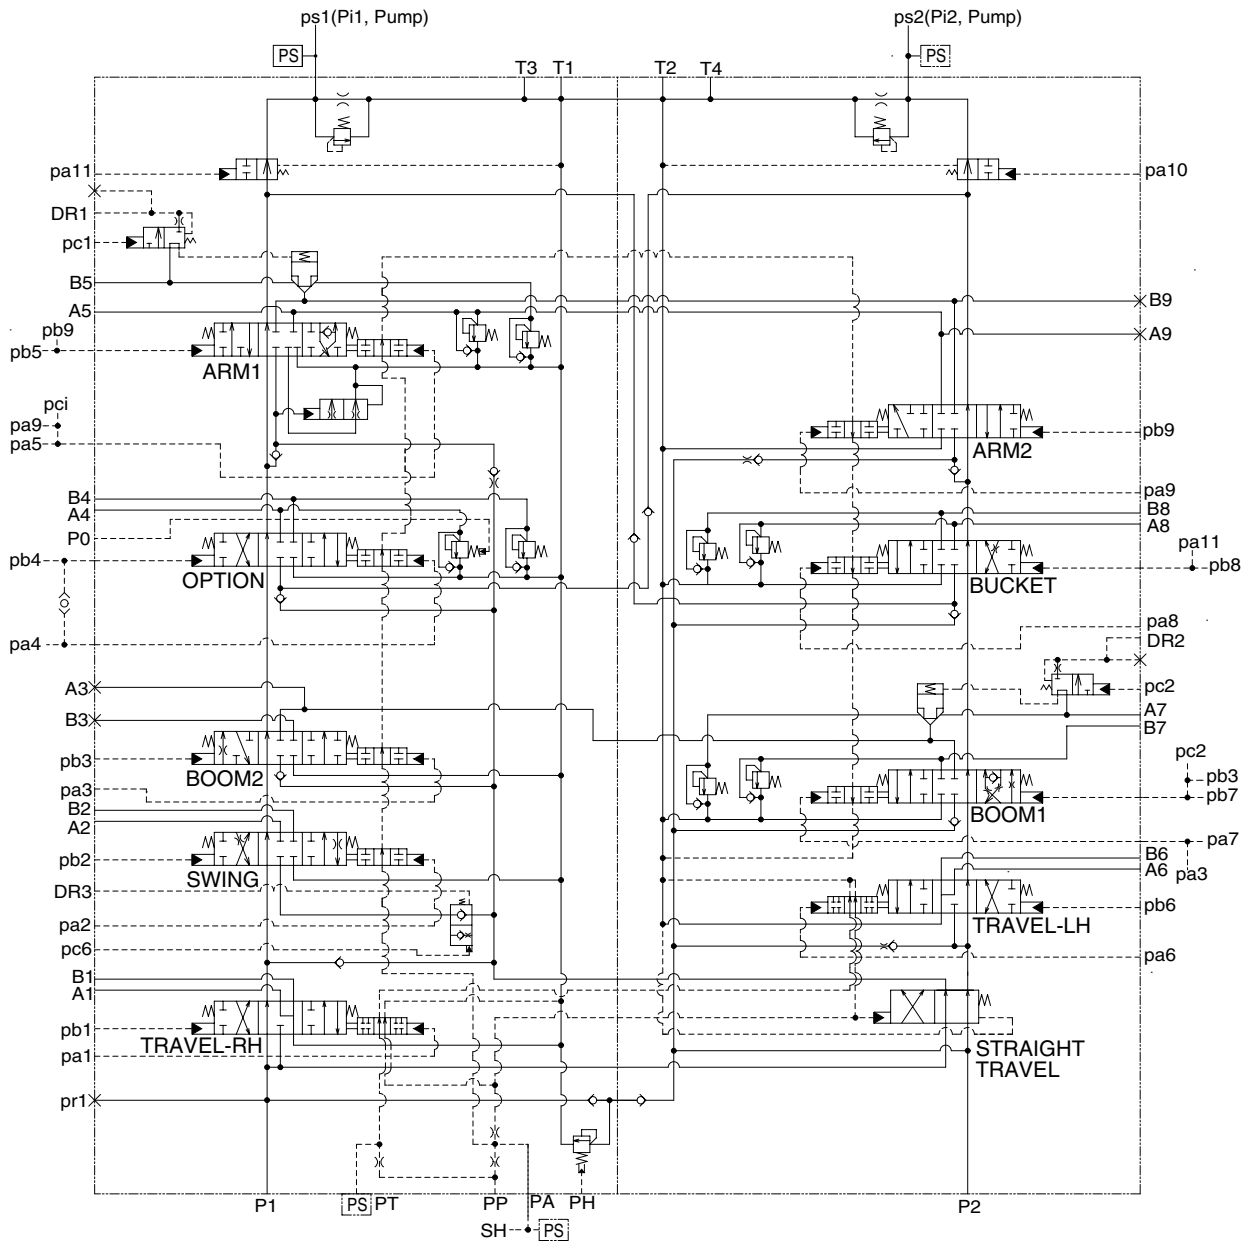 ps1(Pi1, Pump)
ps2(Pi2, Pump)
PS
PS
T3 T1
T2 T4
pa11
pa10
DR1
pc1
B5
A5
B9
A9
pb9
pb5
ARM1
pci
pa9
pa5
pb9
ARM2
pa9
B4
A4
P0
B8
A8
pb4
OPTION
pa11
pb8
BUCKET
pa4
pa8
DR2
A3
B3
pc2
A7
B7
pb3
BOOM2
pa3
pc2
pb3
pb7
BOOM1
B2
A2
pb2
SWING
pa7
B6
A6
pa3
DR3
pa2
pc6
pb6
TRAVEL-LH
pa6
B1
A1
pb1
TRAVEL-RH
pa1
STRAIGHT
TRAVEL
pr1
P1
PS
PT
PP
PA
PH
P2
SH
PS